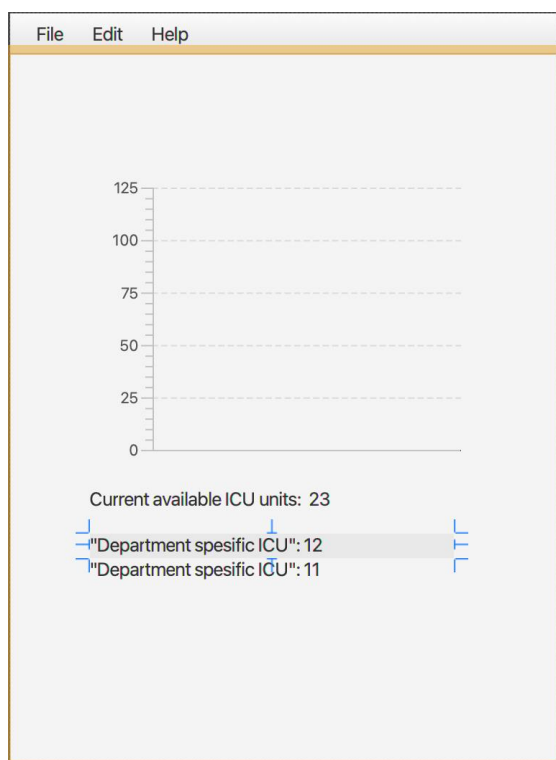 File Edit Help
125
100
75
50
25
0
Current available ICU units: 23
"Department spesific ICU": 12
"Department spesific ICU": 11